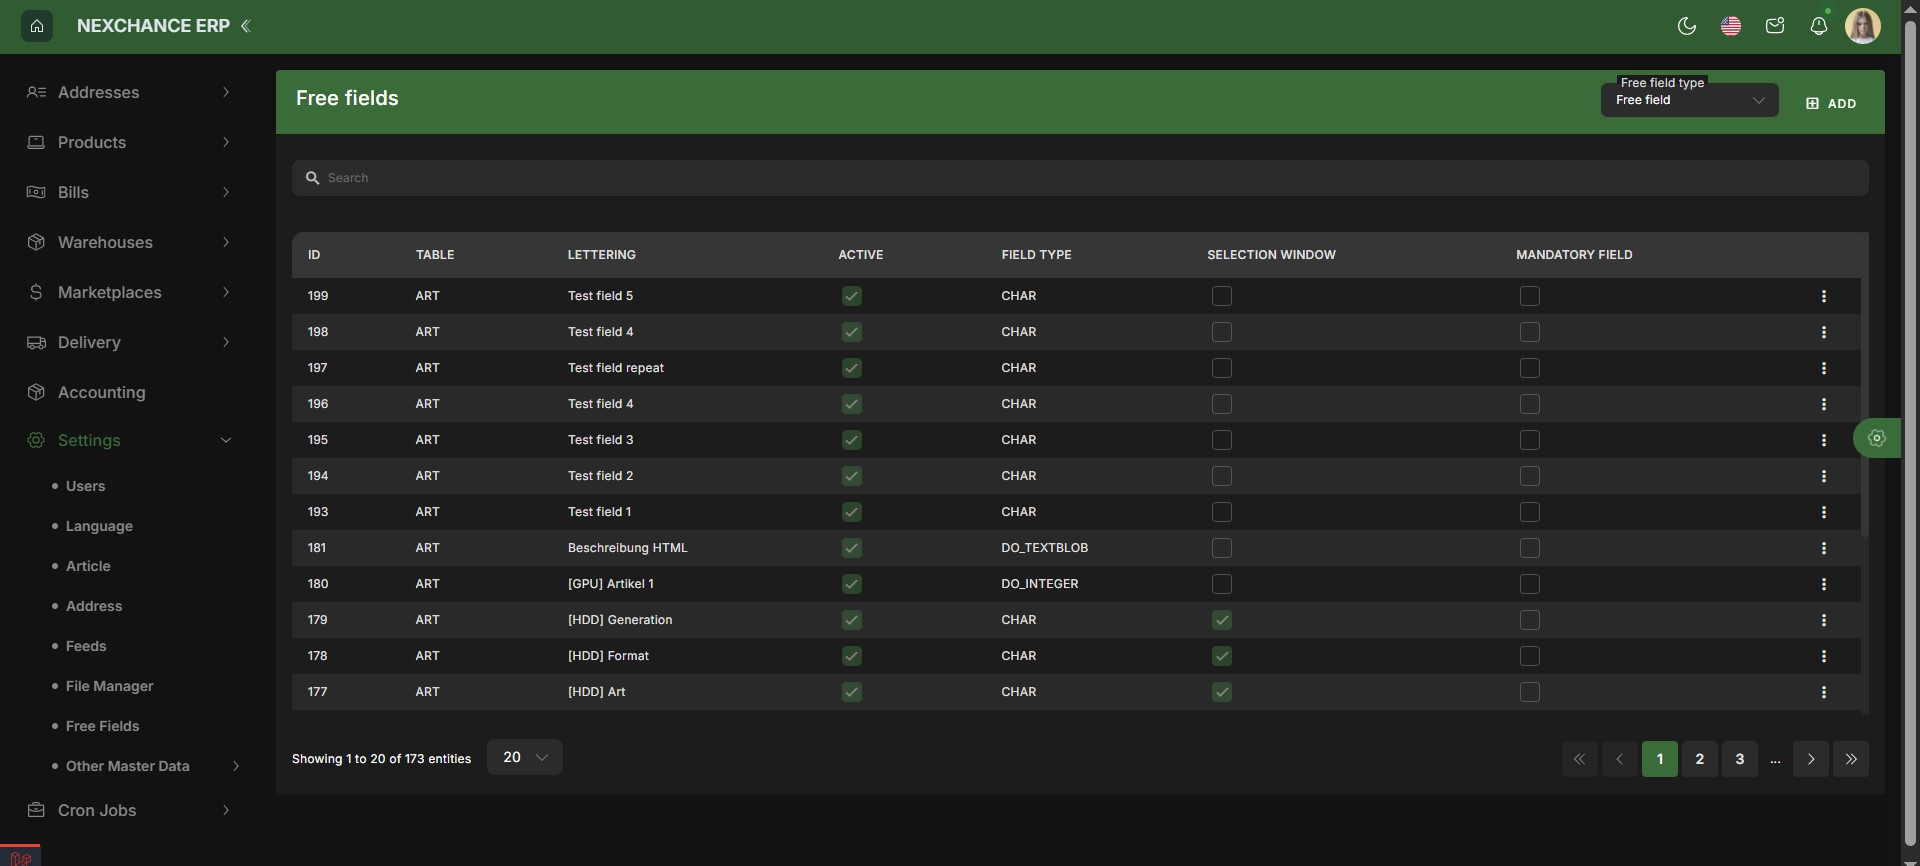 NEXCHANCE ERP
Addresses
Products
Bills
Warehouses
Marketplaces
Delivery
Accounting
Settings
Users
Language
Article
Address
Feeds
File Manager
Free Fields
Other Master Data
Cron Jobs
Free fields
Free field type
Free field
ADD
Search
ID TABLE LETTERING ACTIVE FIELD TYPE SELECTION WINDOW MANDATORY FIELD
199 ART Test field 5 CHAR
198 ART Test field 4 CHAR
197 ART Test field repeat CHAR
196 ART Test field 4 CHAR
195 ART Test field 3 CHAR
194 ART Test field 2 CHAR
193 ART Test field 1 CHAR
181 ART Beschreibung HTML DO_TEXTBLOB
180 ART [GPU] Artikel 1 DO_INTEGER
179 ART [HDD] Generation CHAR
178 ART [HDD] Format CHAR
177 ART [HDD] Art CHAR
Showing 1 to 20 of 173 entities 20 1 2 3 ...